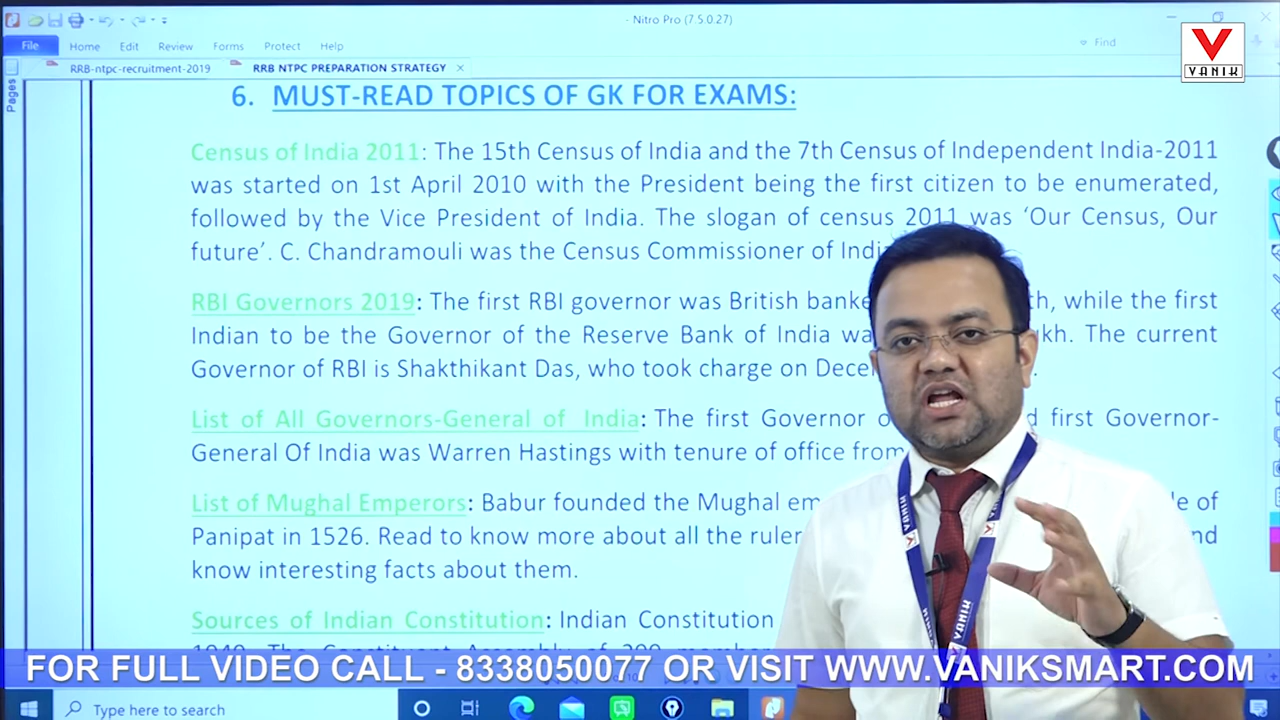 - Nitro Pro (7.5.0.27)
File Home Edit Review Forms Protect Help Find
RRB-ntpc-recruitment-2019 RRB NTPC PREPARATION STRATEGY ×
VANIK
Pages
6. MUST-READ TOPICS OF GK FOR EXAMS:
Census of India 2011: The 15th Census of India and the 7th Census of Independent India-2011
was started on 1st April 2010 with the President being the first citizen to be enumerated,
followed by the Vice President of India. The slogan of census 2011 was ‘Our Census, Our
future’. C. Chandramouli was the Census Commissioner of
RBI Governors 2019: The first RBI governor was British while the first
Indian to be the Governor of the Reserve Bank of India The current
Governor of RBI is Shakthikant Das, who took charge on
List of All Governors-General of India: The first Governor first Governor-
General Of India was Warren Hastings with tenure of office from
List of Mughal Emperors: Babur founded the Mughal of
Panipat in 1526. Read to know more about all the
know interesting facts about them.
Sources of Indian Constitution: Indian Constitution
The Constituent Assembly of
VANIK
FOR FULL VIDEO CALL - 8338050077 OR VISIT WWW.VANIKSMART.COM
Type here to search